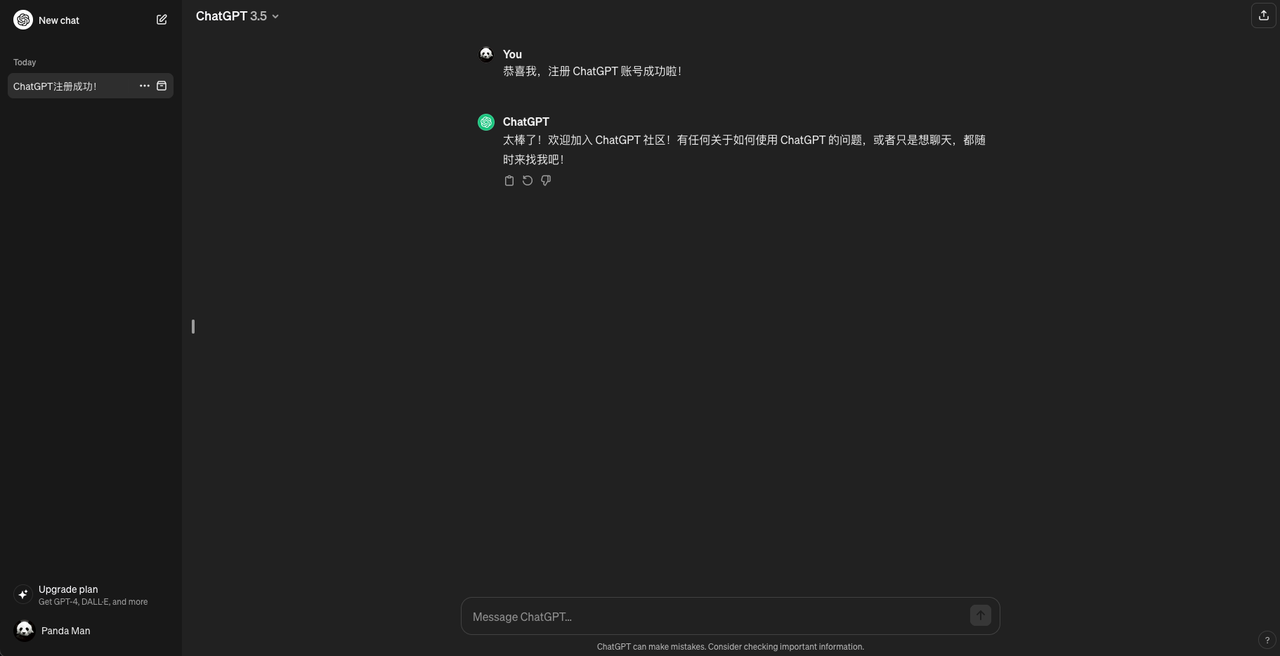 New chat
Today
ChatGPT注册成功！
Upgrade plan
Get GPT-4, DALL·E, and more
Panda Man
ChatGPT 3.5
You
恭喜我，注册 ChatGPT 账号成功啦！
ChatGPT
太棒了！欢迎加入 ChatGPT 社区！有任何关于如何使用 ChatGPT 的问题，或者只是想聊天，都随
时来找我吧！
Message ChatGPT...
ChatGPT can make mistakes. Consider checking important information.
?